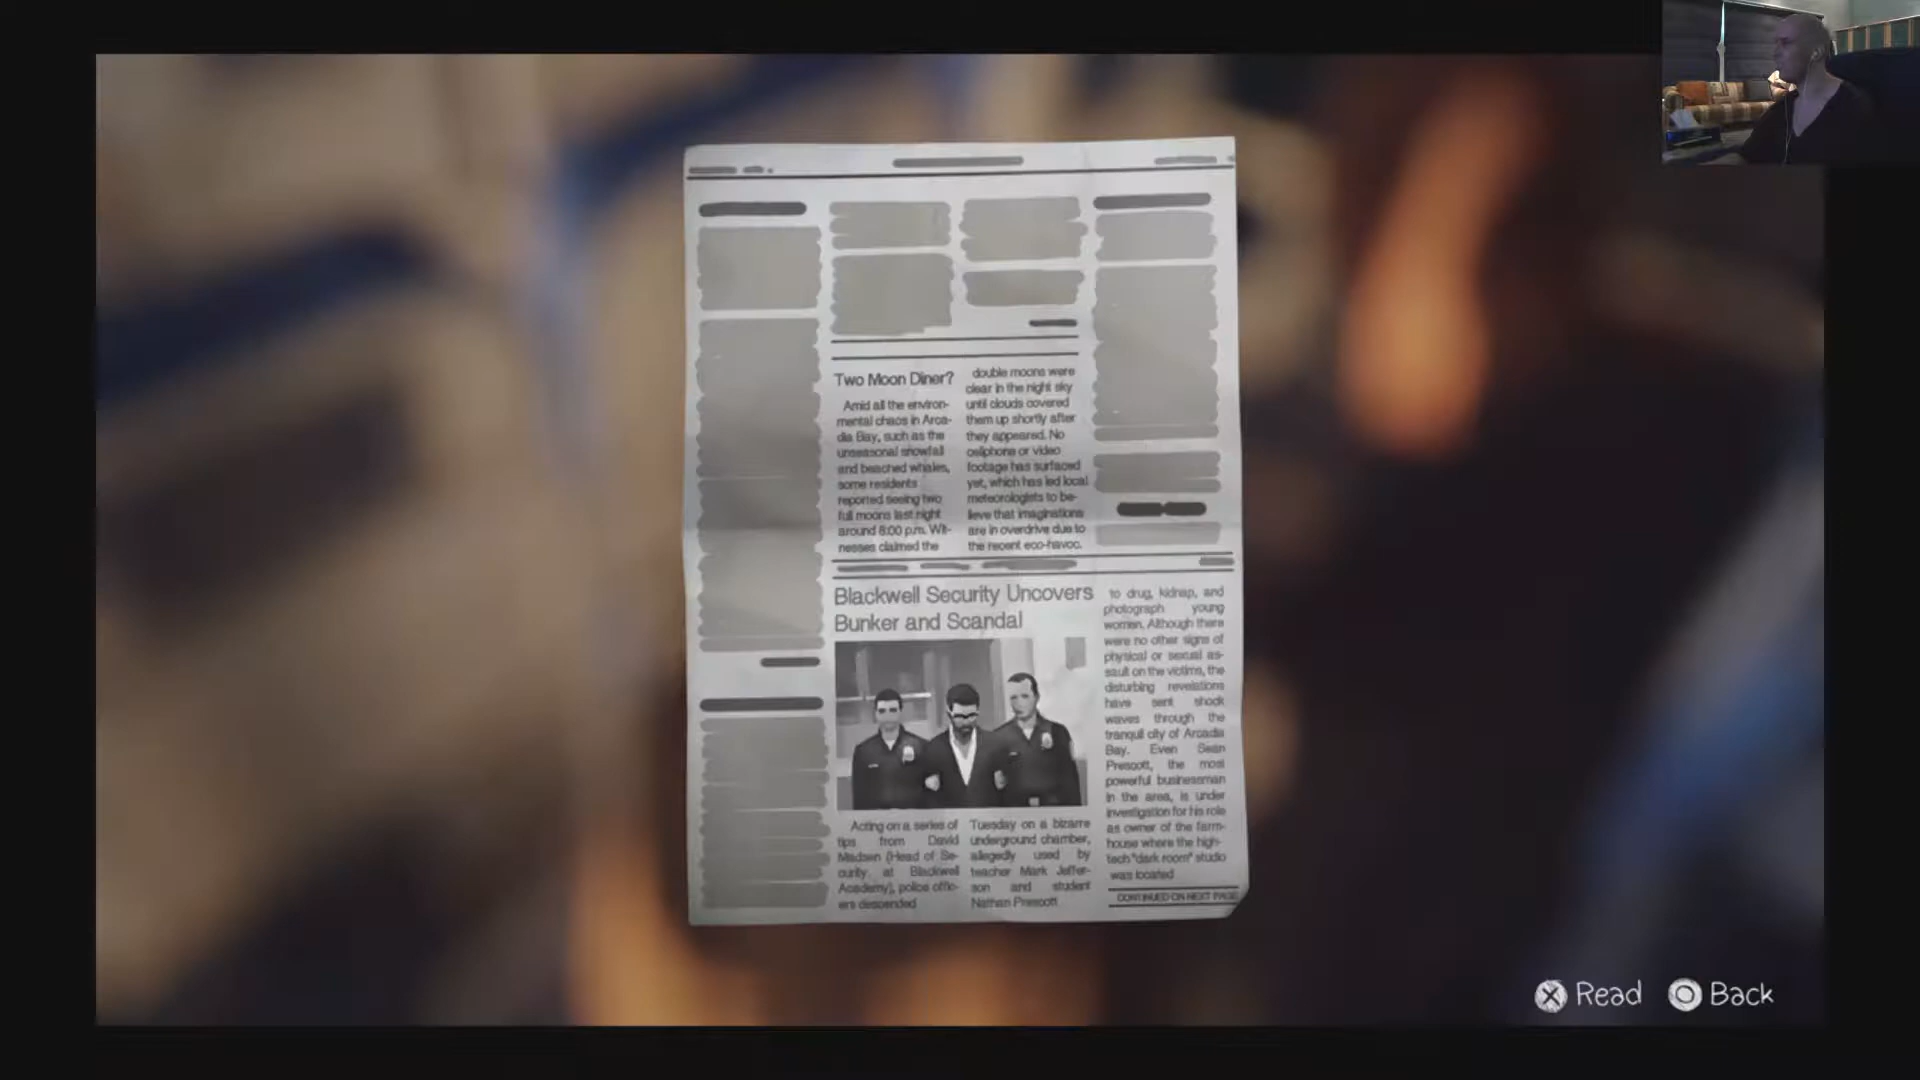 Two Moon Diner?
Amid all the environ-
mental chaos in Arca-
dia Bay, such as the
unseasonal snowfall
and beached whales,
some residents
reported seeing two
full moons last night
around 8:00 p.m. Wit-
nesses claimed the
double moons were
clear in the night sky
until clouds covered
them up shortly after
they appeared. No
cellphone or video
footage has surfaced
yet, which has led local
meteorologists to be-
lieve that imaginations
are in overdrive due to
the recent eco-havoc.
Blackwell Security Uncovers
Bunker and Scandal
Acting on a series of
tips from David
Madsen (Head of Se-
curity at Blackwell
Academy), police offic-
ers descended
Tuesday on a bizarre
underground chamber,
allegedly used by
teacher Mark Jeffer-
son and student
Nathan Prescott
to drug, kidnap, and
photograph young
women. Although there
were no other signs of
physical or sexual as-
sault on the victims, the
disturbing revelations
have sent shock
waves through the
tranquil city of Arcadia
Bay. Even Sean
Prescott, the most
powerful businessman
in the area, is under
investigation for his role
as owner of the farm-
house where the high-
tech "dark room" studio
was located
CONTINUED ON NEXT PAGE
Read
Back